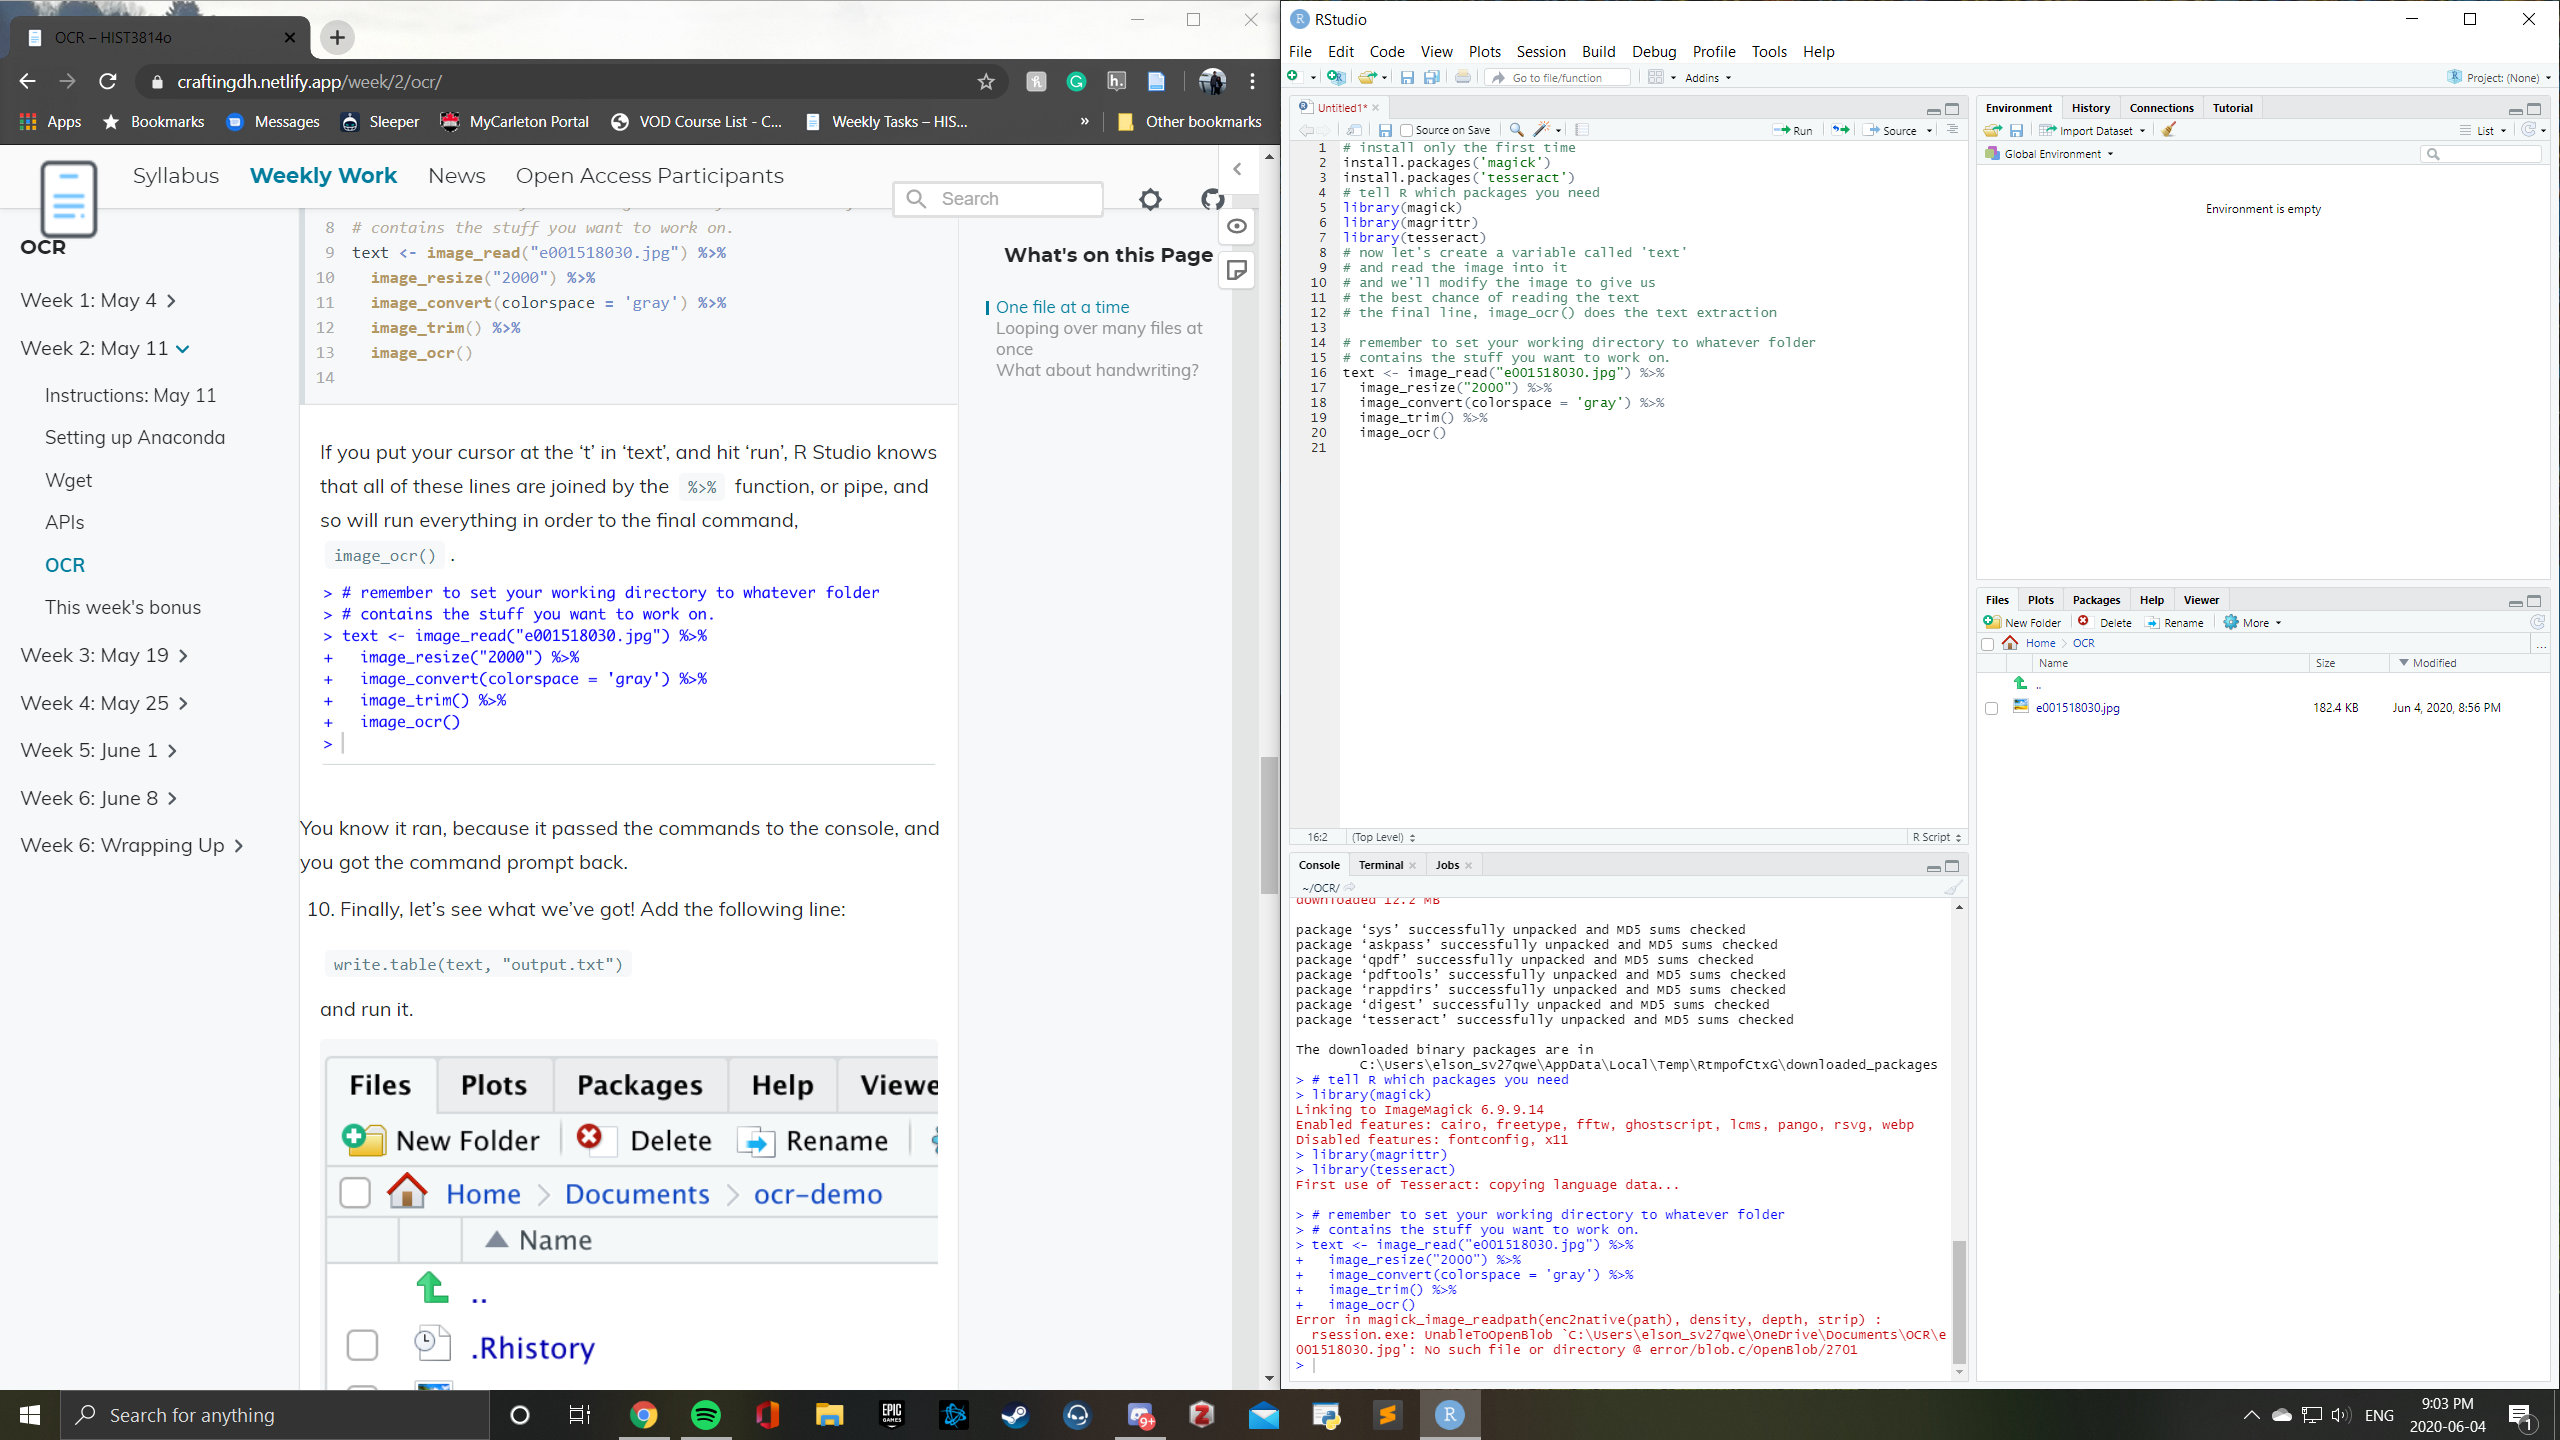 OCR – HIST3814o
craftingdh.netlify.app/week/2/ocr/
Apps
Bookmarks
Messages
Sleeper
MyCarleton Portal
VOD Course List - C...
Weekly Tasks – HIS...
»
Other bookmarks
Syllabus
Weekly Work
News
Open Access Participants
Search
OCR
Week 1: May 4
Week 2: May 11
Instructions: May 11
Setting up Anaconda
Wget
APIs
OCR
This week's bonus
Week 3: May 19
Week 4: May 25
Week 5: June 1
Week 6: June 8
Week 6: Wrapping Up
8 # contains the stuff you want to work on.
9 text <- image_read("e001518030.jpg") %>%
10 image_resize("2000") %>%
11 image_convert(colorspace = 'gray') %>%
12 image_trim() %>%
13 image_ocr()
14
If you put your cursor at the ‘t’ in ‘text’, and hit ‘run’, R Studio knows
that all of these lines are joined by the %>% function, or pipe, and
so will run everything in order to the final command,
image_ocr() .
> # remember to set your working directory to whatever folder
> # contains the stuff you want to work on.
> text <- image_read("e001518030.jpg") %>%
+ image_resize("2000") %>%
+ image_convert(colorspace = 'gray') %>%
+ image_trim() %>%
+ image_ocr()
>
You know it ran, because it passed the commands to the console, and
you got the command prompt back.
10. Finally, let’s see what we’ve got! Add the following line:
write.table(text, "output.txt")
and run it.
Files Plots Packages Help Viewe
New Folder Delete Rename
Home Documents ocr-demo
Name
..
.Rhistory
What's on this Page
One file at a time
Looping over many files at
once
What about handwriting?
RStudio
File Edit Code View Plots Session Build Debug Profile Tools Help
Go to file/function
Addins
Project: (None)
Untitled1*
Source on Save
Run
Source
1 # install only the first time
2 install.packages('magick')
3 install.packages('tesseract')
4 # tell R which packages you need
5 library(magick)
6 library(magrittr)
7 library(tesseract)
8 # now let's create a variable called 'text'
9 # and read the image into it
10 # and we'll modify the image to give us
11 # the best chance of reading the text
12 # the final line, image_ocr() does the text extraction
13
14 # remember to set your working directory to whatever folder
15 # contains the stuff you want to work on.
16 text <- image_read("e001518030.jpg") %>%
17 image_resize("2000") %>%
18 image_convert(colorspace = 'gray') %>%
19 image_trim() %>%
20 image_ocr()
21
16:2 (Top Level) R Script
Console Terminal Jobs
~/OCR/
downloaded 12.2 MB
package ‘sys’ successfully unpacked and MD5 sums checked
package ‘askpass’ successfully unpacked and MD5 sums checked
package ‘qpdf’ successfully unpacked and MD5 sums checked
package ‘pdftools’ successfully unpacked and MD5 sums checked
package ‘rappdirs’ successfully unpacked and MD5 sums checked
package ‘digest’ successfully unpacked and MD5 sums checked
package ‘tesseract’ successfully unpacked and MD5 sums checked
The downloaded binary packages are in
C:\Users\elson_sv27qwe\AppData\Local\Temp\RtmpofCtxG\downloaded_packages
> # tell R which packages you need
> library(magick)
Linking to ImageMagick 6.9.9.14
Enabled features: cairo, freetype, fftw, ghostscript, lcms, pango, rsvg, webp
Disabled features: fontconfig, x11
> library(magrittr)
> library(tesseract)
First use of Tesseract: copying language data...
> # remember to set your working directory to whatever folder
> # contains the stuff you want to work on.
> text <- image_read("e001518030.jpg") %>%
+ image_resize("2000") %>%
+ image_convert(colorspace = 'gray') %>%
+ image_trim() %>%
+ image_ocr()
Error in magick_image_readpath(enc2native(path), density, depth, strip) :
rsession.exe: UnableToOpenBlob `C:\Users\elson_sv27qwe\OneDrive\Documents\OCR\e
001518030.jpg': No such file or directory @ error/blob.c/OpenBlob/2701
>
Environment History Connections Tutorial
Import Dataset
List
Global Environment
Environment is empty
Files Plots Packages Help Viewer
New Folder Delete Rename More
Home OCR
...
Name Size Modified
..
e001518030.jpg 182.4 KB Jun 4, 2020, 8:56 PM
Search for anything
EPIC GAMES
9+
ENG
9:03 PM
2020-06-04
1